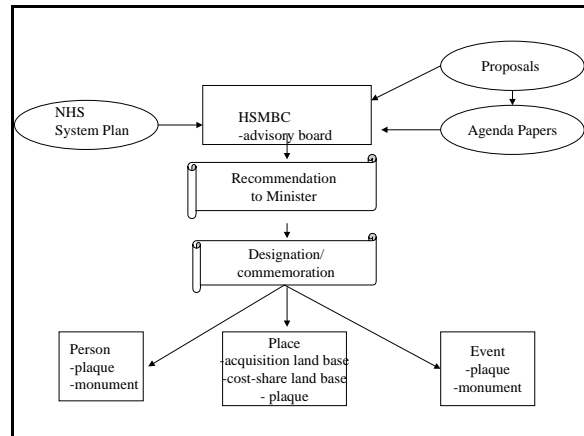 Proposals
NHS
System Plan
HSMBC
-advisory board
Agenda Papers
Recommendation
to Minister
Designation/
commemoration
Person
-plaque
-monument
Place
-acquisition land base
-cost-share land base
- plaque
Event
-plaque
-monument